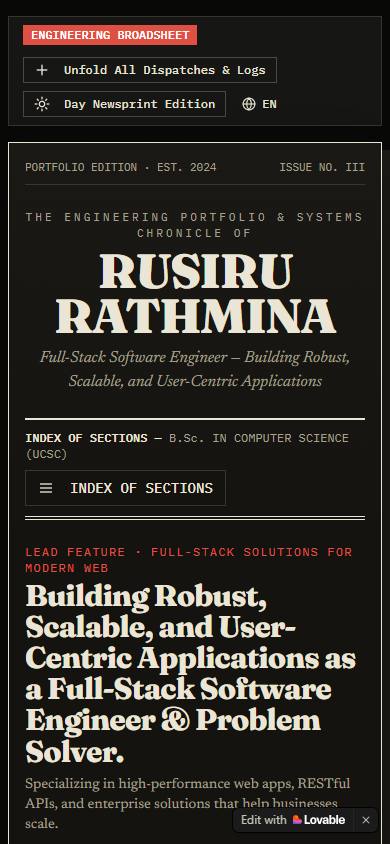 ENGINEERING BROADSHEET
Unfold All Dispatches & Logs
Day Newsprint Edition
EN
PORTFOLIO EDITION · EST. 2024
ISSUE NO. III
THE ENGINEERING PORTFOLIO & SYSTEMS
CHRONICLE OF
RUSIRU
RATHMINA
Full-Stack Software Engineer — Building Robust,
Scalable, and User-Centric Applications
INDEX OF SECTIONS — B.Sc. IN COMPUTER SCIENCE
(UCSC)
INDEX OF SECTIONS
LEAD FEATURE · FULL-STACK SOLUTIONS FOR
MODERN WEB
Building Robust,
Scalable, and User-
Centric Applications as
a Full-Stack Software
Engineer & Problem
Solver.
Specializing in high-performance web apps, RESTful
APIs, and enterprise solutions that help businesses
scale.
Edit with Lovable